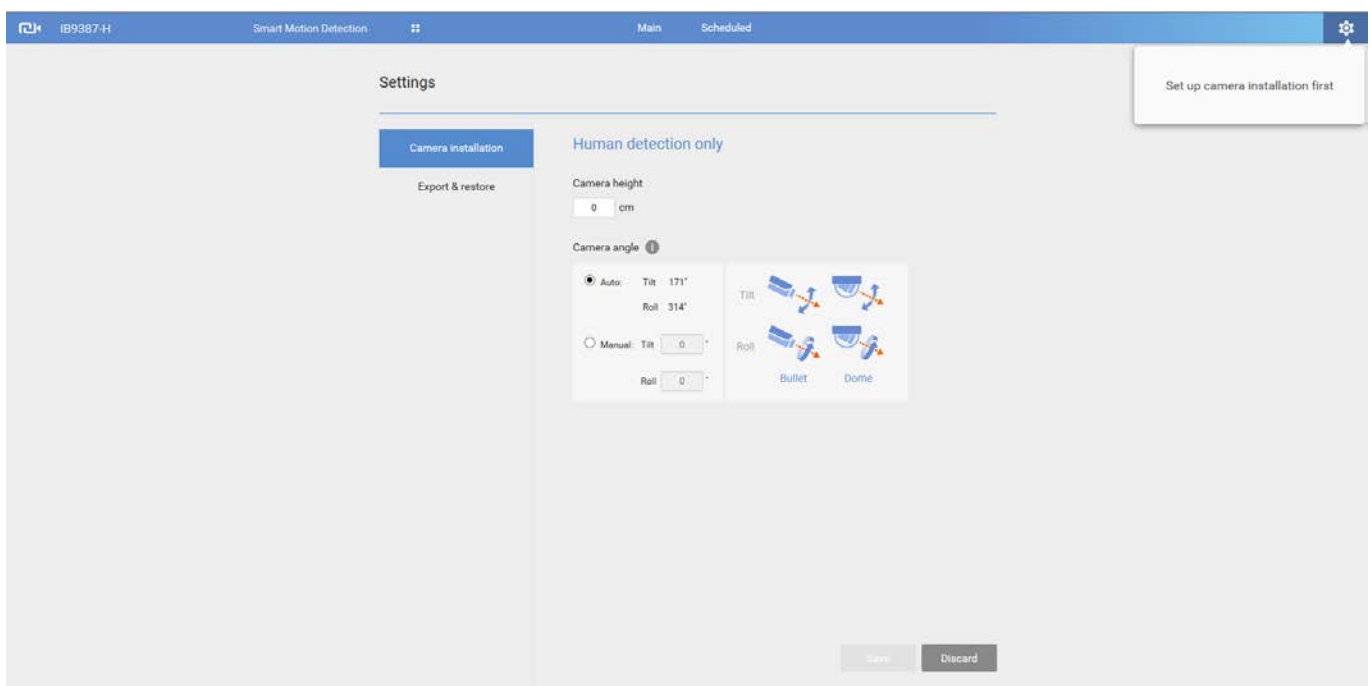 IB9387-H Smart Motion Detection Main Scheduled
Set up camera installation first
Settings
Camera installation
Export & restore
Human detection only
Camera height
0 cm
Camera angle i
Auto: Tilt 171°
Roll 314°
Manual: Tilt 0 °
Roll 0 °
Tilt
Roll
Bullet Dome
Save Discard